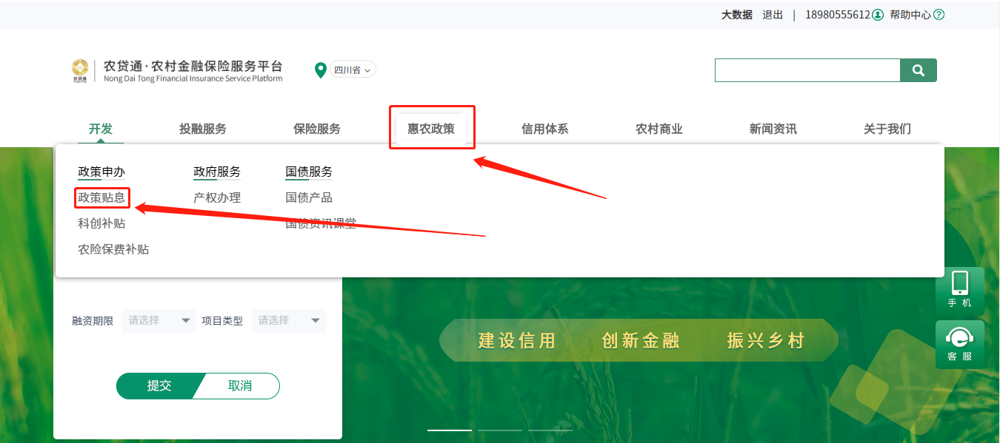 大数据 退出 | 18980555612 帮助中心
农贷通·农村金融保险服务平台
Nong Dai Tong Financial Insurance Service Platform
四川省
开发 投融服务 保险服务 惠农政策 信用体系 农村商业 新闻资讯 关于我们
政策申办 政府服务 国债服务
政策贴息 产权办理 国债产品
科创补贴 国债资讯课堂
农险保费补贴
手机
融资期限 请选择 项目类型 请选择
建设信用 创新金融 振兴乡村
客服
提交 取消